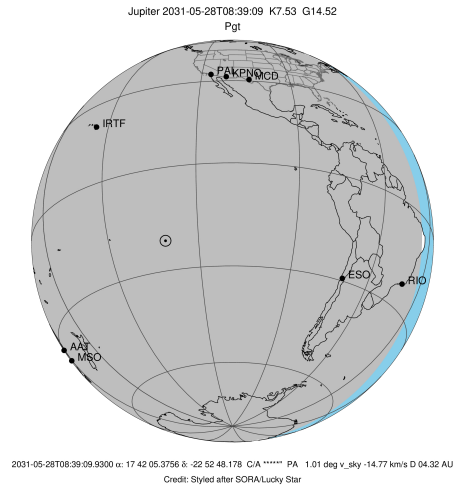 Jupiter 2031-05-28T08:39:09 K7.53 G14.52
Pgt
PAL
KPNO
MCD
IRTF
ESO
RIO
AAT
MSO
2031-05-28T08:39:09.9300 α: 17 42 05.3756 δ: -22 52 48.178 C/A *****" PA 1.01 deg v_sky -14.77 km/s D 04.32 AU
Credit: Styled after SORA/Lucky Star